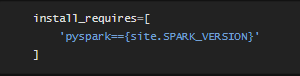 install_requires=[
'pyspark=={site.SPARK_VERSION}'
]